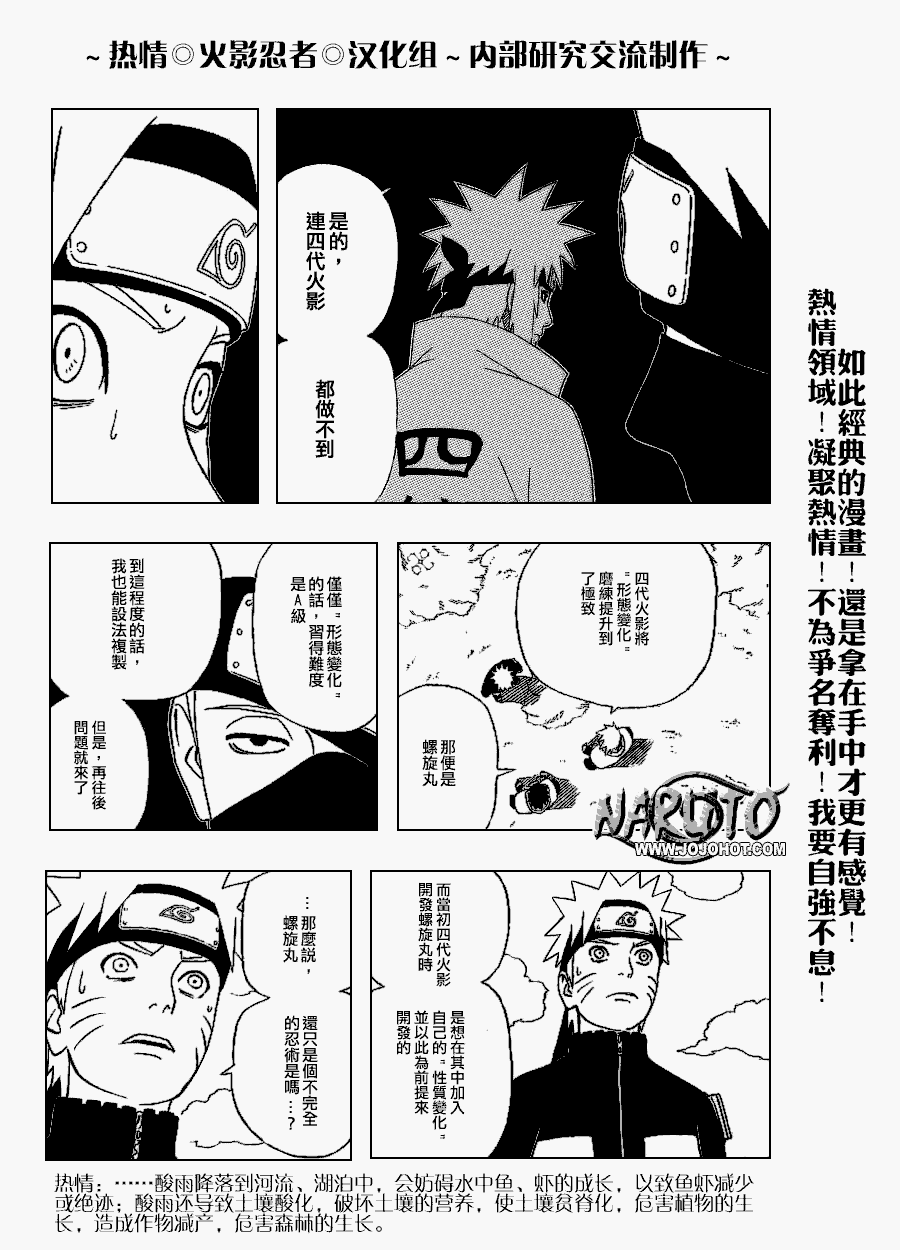 ~热情◎火影忍者◎汉化组~内部研究交流制作~
是的，
連四代火影
都做不到
四
四代火影將
"形態變化"
磨練提升到
了極致
那便是
螺旋丸
僅僅"形態變化"
的話，習得難度
是A級
到這程度的話，
我也能設法複製
但是，再往後
問題就來了
NARUTO
WWW.JOJOHOT.COM
而當初四代火影
開發螺旋丸時
是想在其中加入
自己的"性質變化"
並以此為前提來
開發的
…那麼說，
螺旋丸
還只是個不完全
的忍術是嗎…？
如此經典的漫畫！還是拿在手中才更有感覺！
熱情領域！凝聚熱情！不為爭名奪利！我要自強不息！
热情：……酸雨降落到河流、湖泊中，会妨碍水中鱼、虾的成长，以致鱼虾减少
或绝迹；酸雨还导致土壤酸化，破坏土壤的营养，使土壤贫脊化，危害植物的生
长，造成作物减产，危害森林的生长。